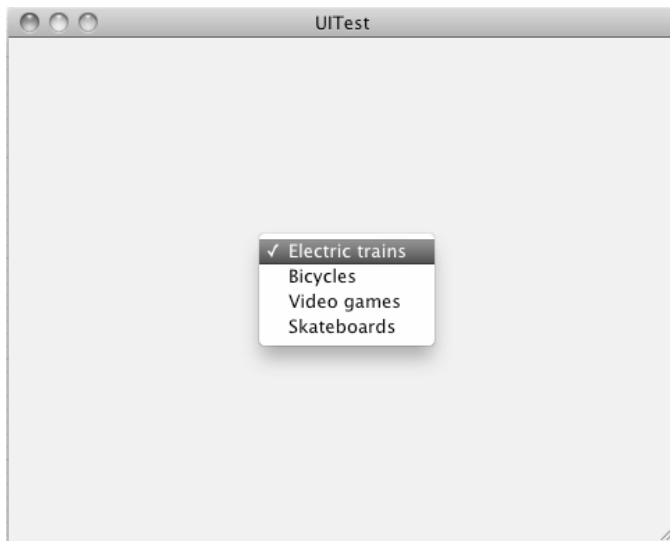 UITest
✓ Electric trains
Bicycles
Video games
Skateboards